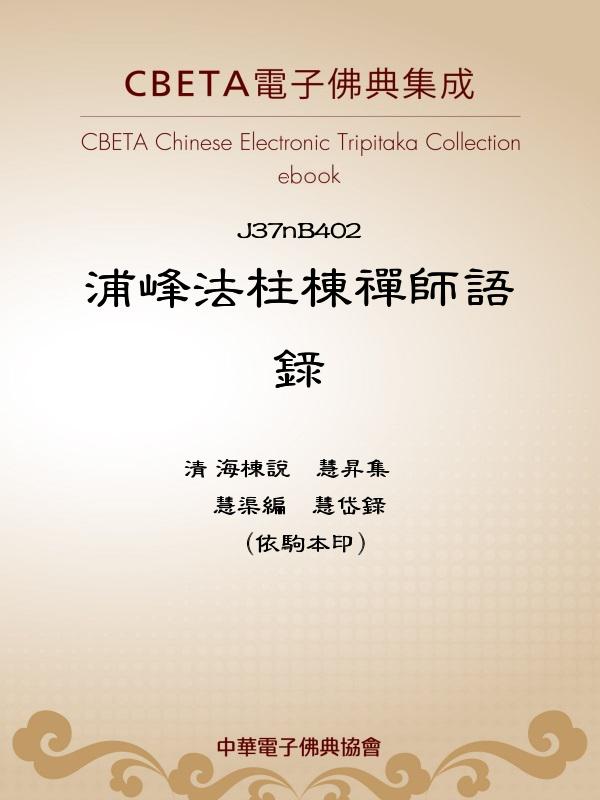 CBETA電子佛典集成
CBETA Chinese Electronic Tripitaka Collection
ebook
J37nB402
浦峰法柱棟禪師語
錄
清 海棟說　慧昇集
慧渠編　慧岱錄
(依駒本印)
中華電子佛典協會